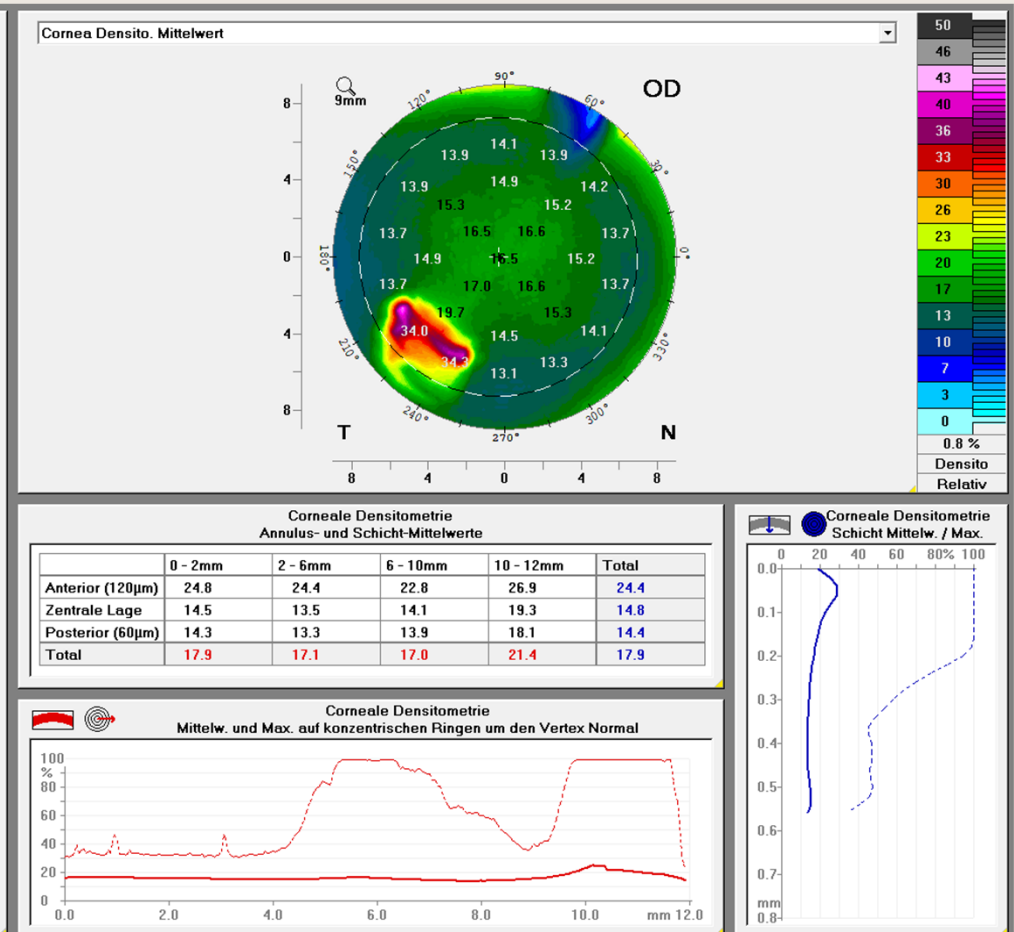 Cornea Densito. Mittelwert
9mm
OD
90°
120°
60°
150°
30°
180°
0°
210°
330°
240°
300°
270°
8
4
0
4
8
14.1
13.9 13.9
13.9 14.9 14.2
15.3 15.2
13.7 16.5 16.6 13.7
14.9 15.2
13.7 17.0 16.6 13.7
19.7 15.3
34.0 14.5 14.1
34.3 13.3
13.1
T N
8 4 0 4 8
50
46
43
40
36
33
30
26
23
20
17
13
10
7
3
0
0.8 %
Densito
Relativ
Corneale Densitometrie
Annulus- und Schicht-Mittelwerte
0 - 2mm 2 - 6mm 6 - 10mm 10 - 12mm Total
Anterior (120µm) 24.8 24.4 22.8 26.9 24.4
Zentrale Lage 14.5 13.5 14.1 19.3 14.8
Posterior (60µm) 14.3 13.3 13.9 18.1 14.4
Total 17.9 17.1 17.0 21.4 17.9
Corneale Densitometrie
Mittelw. und Max. auf konzentrischen Ringen um den Vertex Normal
100
%
80
60
40
20
0
0.0 2.0 4.0 6.0 8.0 10.0 mm 12.0
Corneale Densitometrie
Schicht Mittelw. / Max.
0 20 40 60 80% 100
0.0
0.1
0.2
0.3
0.4
0.5
0.6
0.7
mm
0.8